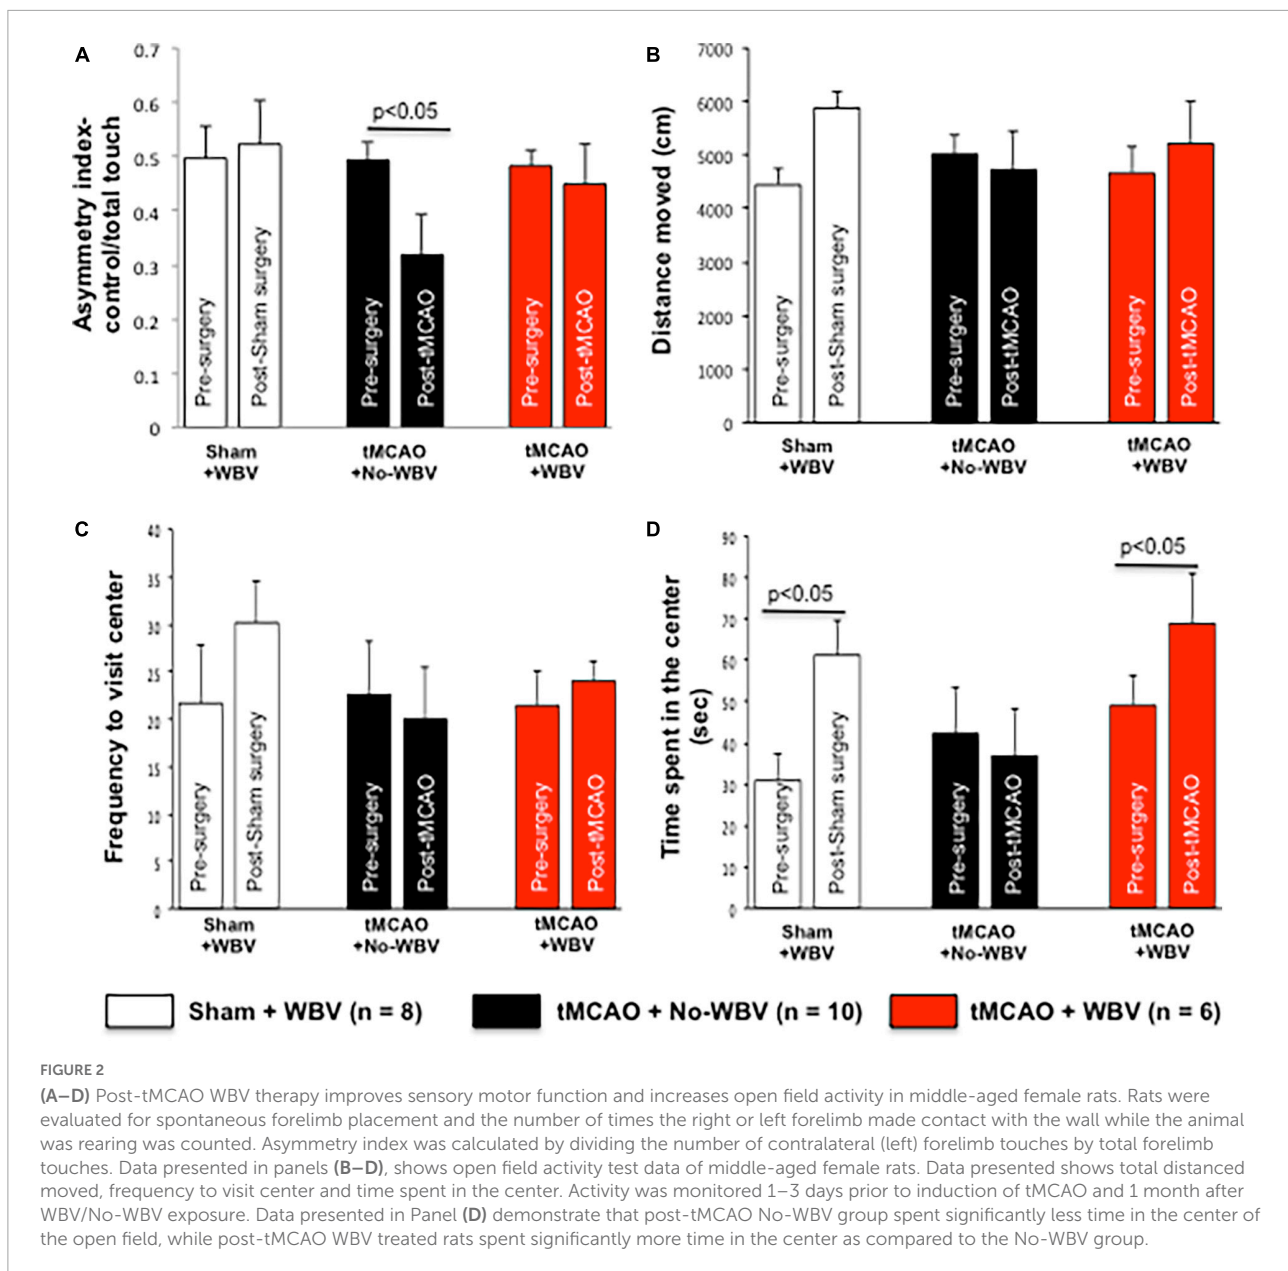 A
0.7
0.6
0.5
0.4
0.3
0.2
0.1
0
Asymmetry index-
control/total touch
p<0.05
Pre-surgery
Post-Sham surgery
Pre-surgery
Post-tMCAO
Pre-surgery
Post-tMCAO
Sham
+WBV
tMCAO
+No-WBV
tMCAO
+WBV
B
7000
6000
5000
4000
3000
2000
1000
0
Distance moved (cm)
Pre-surgery
Post-Sham surgery
Pre-surgery
Post-tMCAO
Pre-surgery
Post-tMCAO
Sham
+WBV
tMCAO
+No-WBV
tMCAO
+WBV
C
40
35
30
25
20
15
10
5
0
Frequency to visit center
Pre-surgery
Post-Sham surgery
Pre-surgery
Post-tMCAO
Pre-surgery
Post-tMCAO
Sham
+WBV
tMCAO
+No-WBV
tMCAO
+WBV
D
90
80
70
60
50
40
30
20
10
0
Time spent in the center
(sec)
p<0.05
p<0.05
Pre-surgery
Post-Sham surgery
Pre-surgery
Post-tMCAO
Pre-surgery
Post-tMCAO
Sham
+WBV
tMCAO
+No-WBV
tMCAO
+WBV
Sham + WBV (n = 8)
tMCAO + No-WBV (n = 10)
tMCAO + WBV (n = 6)
FIGURE 2
(A–D) Post-tMCAO WBV therapy improves sensory motor function and increases open field activity in middle-aged female rats. Rats were
evaluated for spontaneous forelimb placement and the number of times the right or left forelimb made contact with the wall while the animal
was rearing was counted. Asymmetry index was calculated by dividing the number of contralateral (left) forelimb touches by total forelimb
touches. Data presented in panels (B–D), shows open field activity test data of middle-aged female rats. Data presented shows total distanced
moved, frequency to visit center and time spent in the center. Activity was monitored 1–3 days prior to induction of tMCAO and 1 month after
WBV/No-WBV exposure. Data presented in Panel (D) demonstrate that post-tMCAO No-WBV group spent significantly less time in the center of
the open field, while post-tMCAO WBV treated rats spent significantly more time in the center as compared to the No-WBV group.